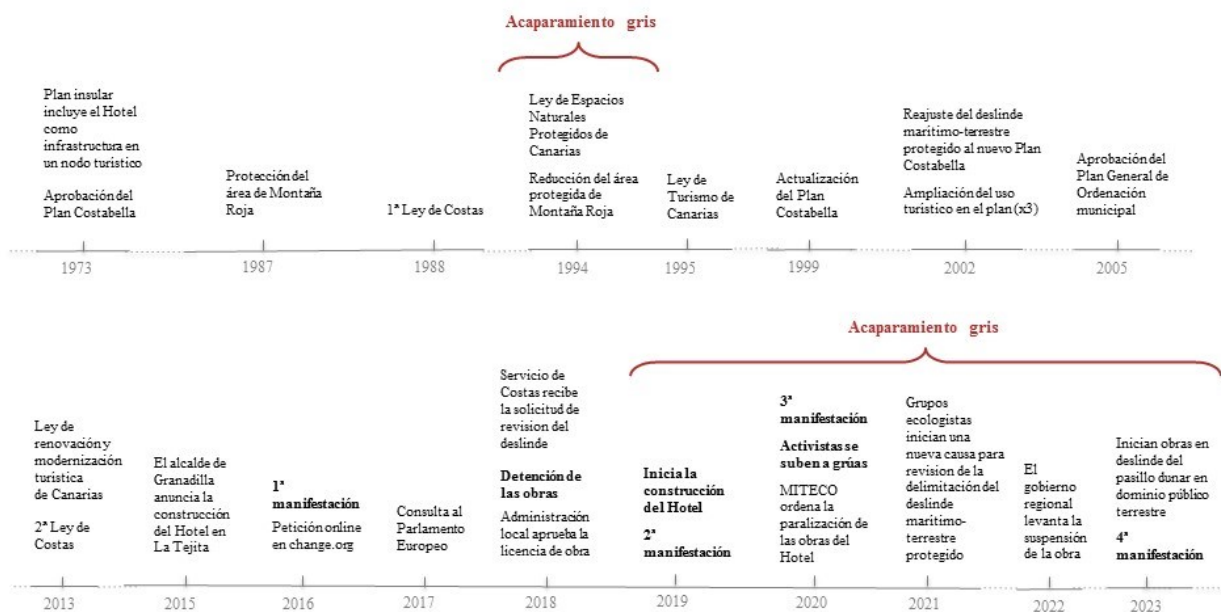 Acaparamiento gris
Plan insular
incluye el Hotel
como
infraestructura en
un nodo turístico
Aprobación del
Plan Costabella
Protección del
área de Montaña
Roja
1ª Ley de Costas
Ley de Espacios
Naturales
Protegidos de
Canarias
Reducción del área
protegida de
Montaña Roja
Ley de
Turismo de
Canarias
Actualización
del Plan
Costabella
Reajuste del deslinde
marítimo-terrestre
protegido al nuevo Plan
Costabella
Ampliación del uso
turístico en el plan (x3)
Aprobación del
Plan General de
Ordenación
municipal
1973
1987
1988
1994
1995
1999
2002
2005
Acaparamiento gris
Ley de
renovación y
modernización
turística
de Canarias
2ª Ley de
Costas
El alcalde de
Granadilla
anuncia la
construcción
del Hotel en
La Tejita
1ª
manifestación
Petición online
en change.org
Consulta al
Parlamento
Europeo
Servicio de
Costas recibe
la solicitud de
revision del
deslinde
Detención de
las obras
Administración
local aprueba la
licencia de obra
Inicia la
construcción
del Hotel
2ª
manifestación
3ª
manifestación
Activistas se
suben a grúas
MITECO
ordena la
paralización de
las obras del
Hotel
Grupos
ecologistas
inician una
nueva causa para
revision de la
delimitación del
deslinde
marítimo-
terrestre
protegido
El
gobierno
regional
levanta la
suspensión
de la obra
Inician obras en
deslinde del
pasillo dunar en
dominio público
terrestre
4ª
manifestación
2013
2015
2016
2017
2018
2019
2020
2021
2022
2023